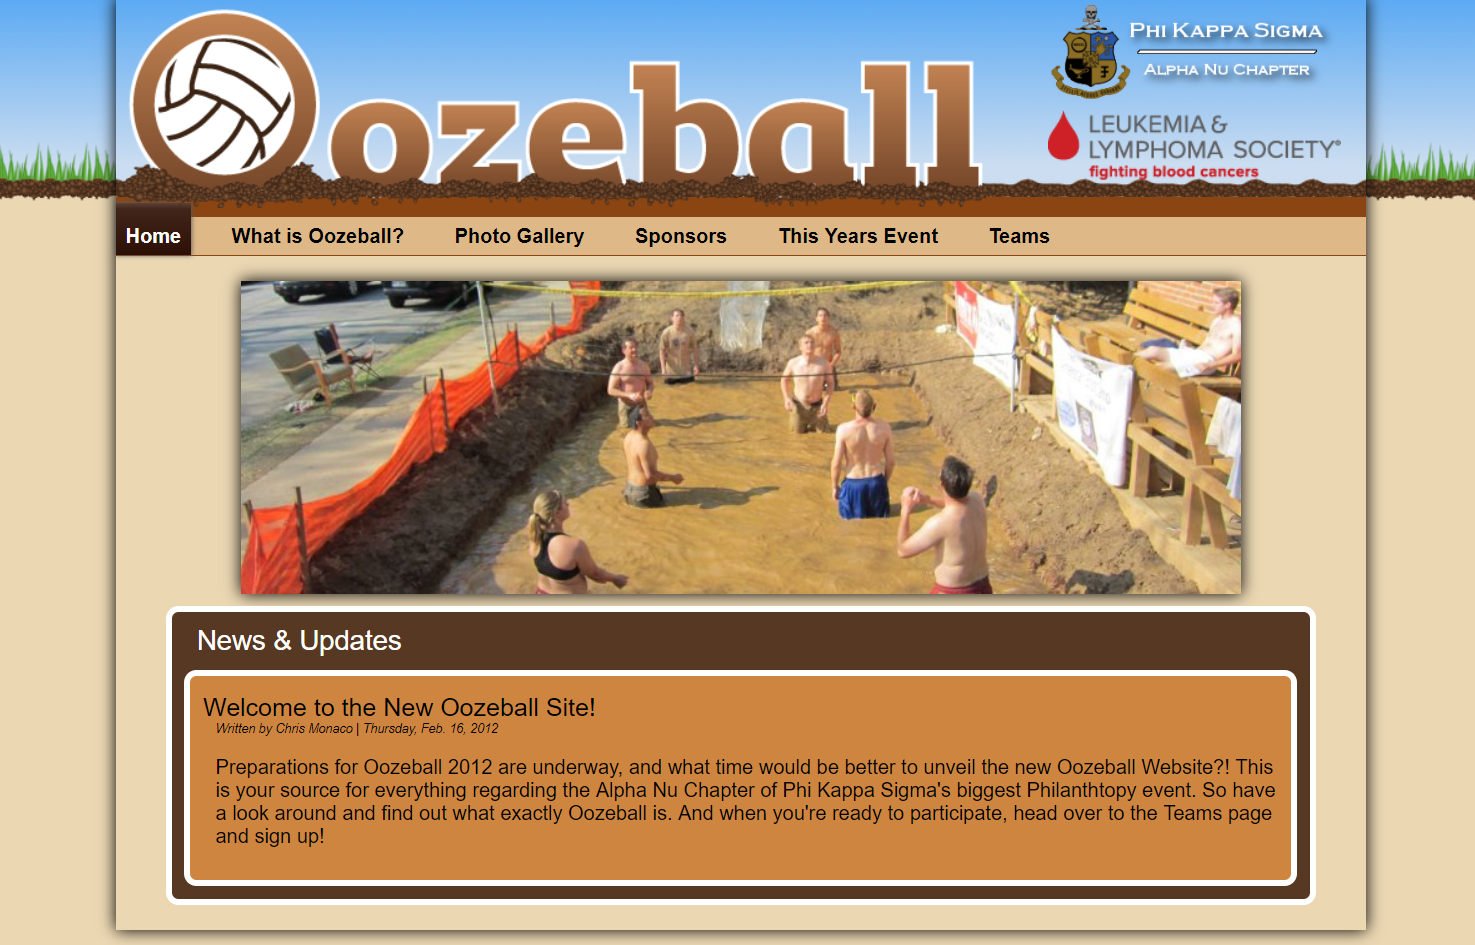 Oozeball
PHI KAPPA SIGMA
ALPHA NU CHAPTER
LEUKEMIA &
LYMPHOMA SOCIETY®
fighting blood cancers
Home What is Oozeball? Photo Gallery Sponsors This Years Event Teams
News & Updates
Welcome to the New Oozeball Site!
Written by Chris Monaco | Thursday, Feb. 16, 2012
Preparations for Oozeball 2012 are underway, and what time would be better to unveil the new Oozeball Website?! This
is your source for everything regarding the Alpha Nu Chapter of Phi Kappa Sigma's biggest Philanthtopy event. So have
a look around and find out what exactly Oozeball is. And when you're ready to participate, head over to the Teams page
and sign up!